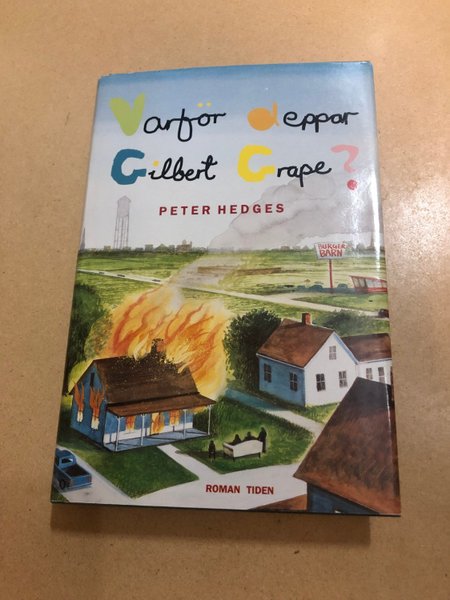 Varför deppar
Gilbert Grape?
PETER HEDGES
BURGER
BARN
ROMAN TIDEN